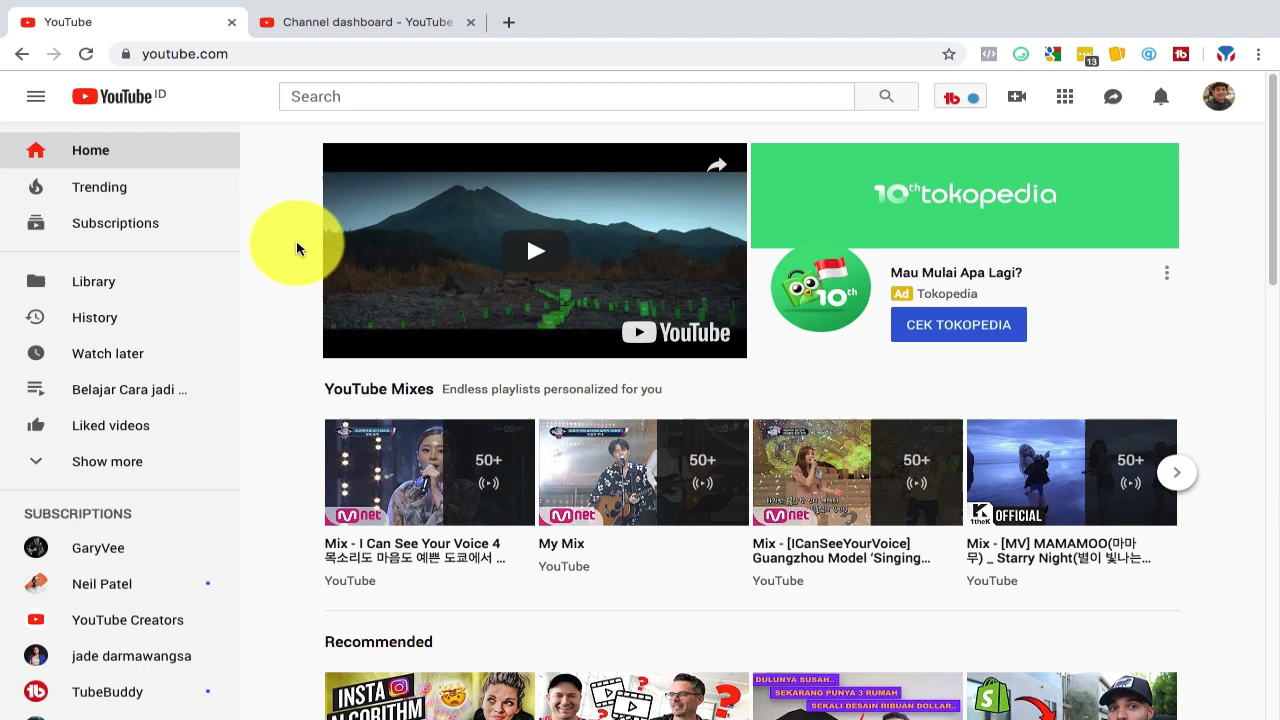 YouTube
Channel dashboard - YouTube
youtube.com
13
YouTube ID
Search
Home
Trending
Subscriptions
Library
History
Watch later
Belajar Cara jadi ...
Liked videos
Show more
SUBSCRIPTIONS
GaryVee
Neil Patel
YouTube Creators
jade darmawangsa
TubeBuddy
YouTube
10th tokopedia
10th
Mau Mulai Apa Lagi?
Ad Tokopedia
CEK TOKOPEDIA
YouTube Mixes Endless playlists personalized for you
50+
50+
50+
50+
Mnet
Mnet
Mnet
1theK OFFICIAL
Mix - I Can See Your Voice 4
목소리도 마음도 예쁜 도쿄에서 ...
YouTube
My Mix
YouTube
Mix - [ICanSeeYourVoice]
Guangzhou Model ‘Singing...
YouTube
Mix - [MV] MAMAMOO(마마
무) _ Starry Night(별이 빛나는...
YouTube
Recommended
INSTA
ALGORITHM
DULUNYA SUSAH..
SEKARANG PUNYA 3 RUMAH
SEKALI DESAIN RIBUAN DOLLAR..